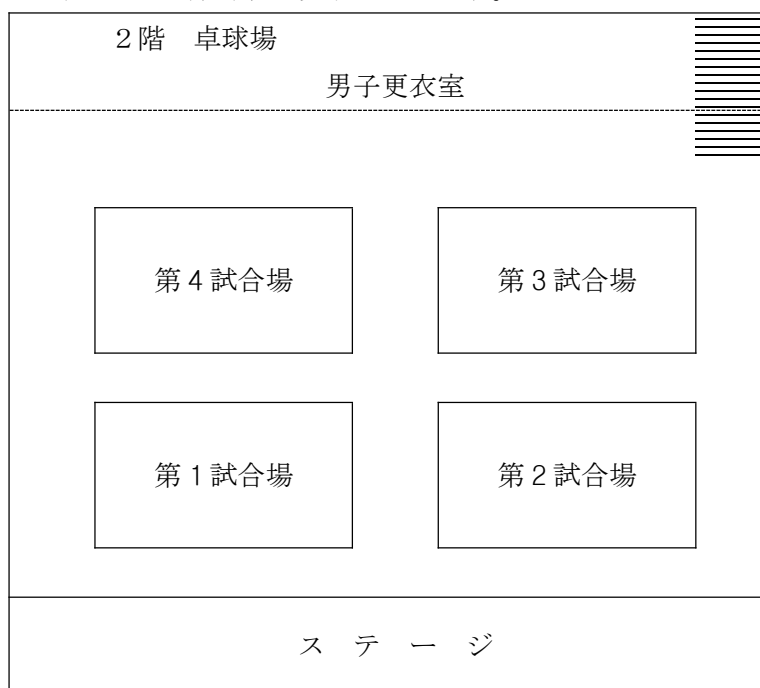 ２階　卓球場
男子更衣室
第４試合場
第３試合場
第１試合場
第２試合場
ス　テ　ー　ジ